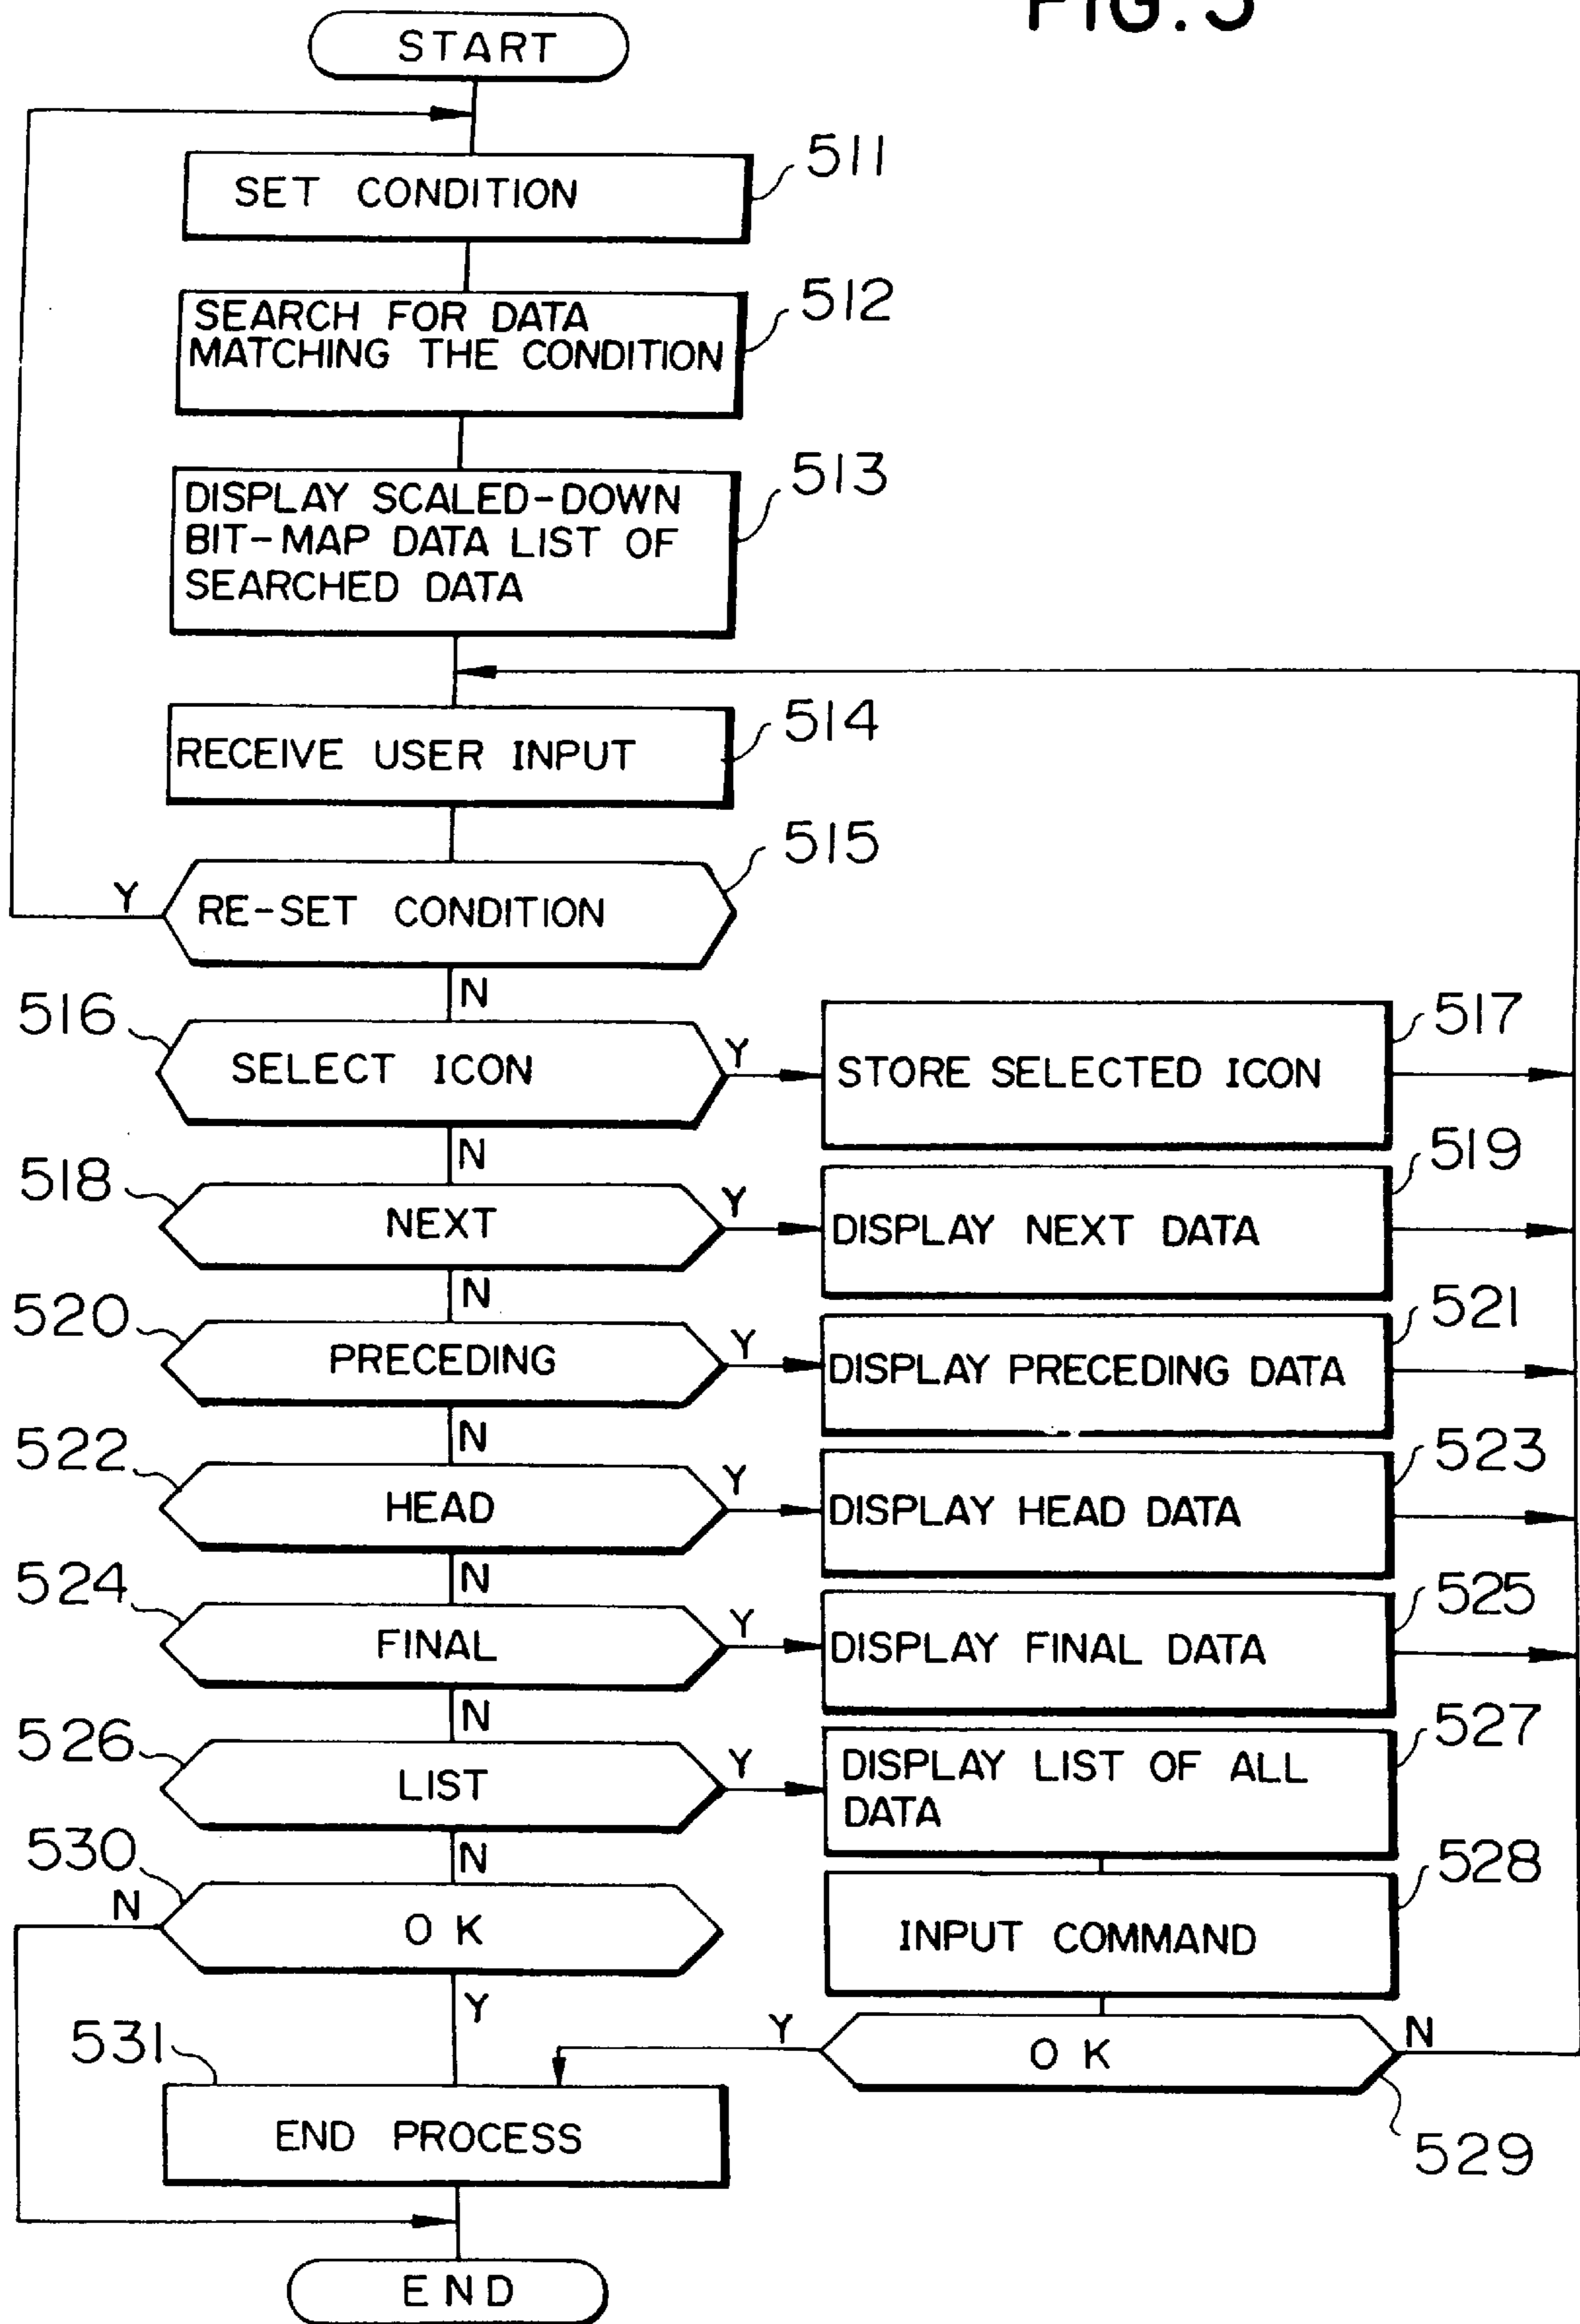 FIG. 5
START
511
SET CONDITION
512
SEARCH FOR DATA
MATCHING THE CONDITION
513
DISPLAY SCALED-DOWN
BIT-MAP DATA LIST OF
SEARCHED DATA
514
RECEIVE USER INPUT
515
Y
RE-SET CONDITION
N
516
SELECT ICON
Y
517
STORE SELECTED ICON
N
518
NEXT
Y
519
DISPLAY NEXT DATA
N
520
PRECEDING
Y
521
DISPLAY PRECEDING DATA
N
522
HEAD
Y
523
DISPLAY HEAD DATA
N
524
FINAL
Y
525
DISPLAY FINAL DATA
N
526
LIST
Y
527
DISPLAY LIST OF ALL
DATA
N
530
N
OK
528
INPUT COMMAND
Y
531
Y
OK
N
529
END PROCESS
END